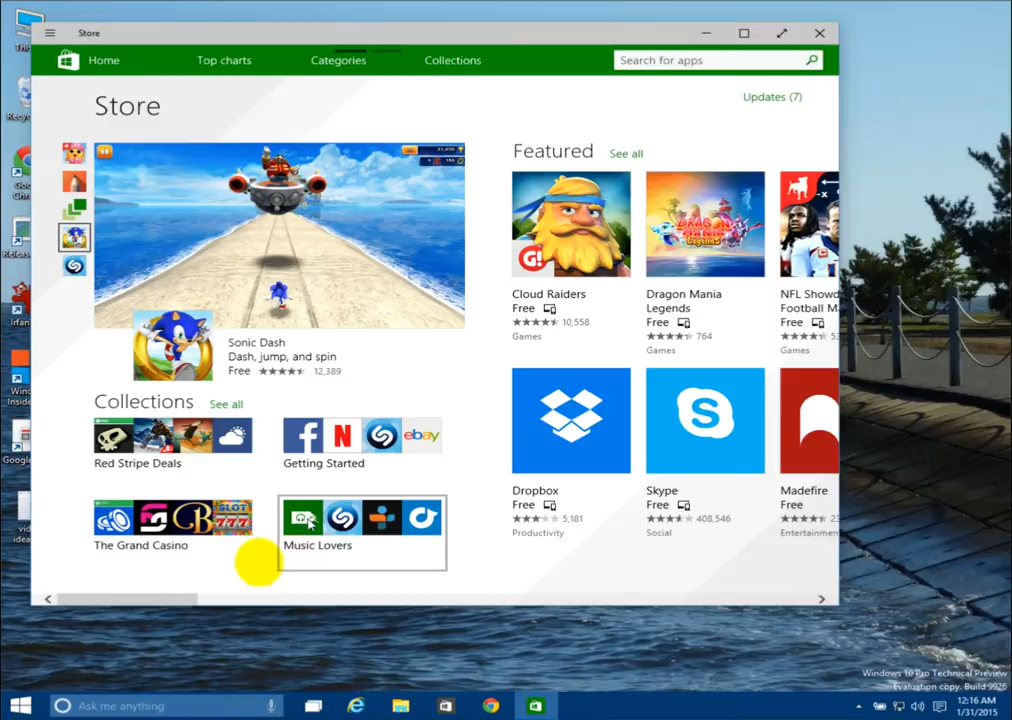 Store
Home
Top charts
Categories
Collections
Search for apps
Store
Updates (7)
Sonic Dash
Dash, jump, and spin
Free
12,389
Collections
See all
Red Stripe Deals
Getting Started
N
ebay
The Grand Casino
SLOT
777
Music Lovers
Featured
See all
Cloud Raiders
Free
10,558
Games
Dragon Mania
Legends
Free
764
Games
NFL Showd
Football M
Free
Games
Dropbox
Free
5,181
Productivity
Skype
Free
408,546
Social
Madefire
Free
Entertainmen
Windows 10 Pro Technical Preview
Evaluation copy. Build 9926
Ask me anything
12:16 AM
1/31/2015